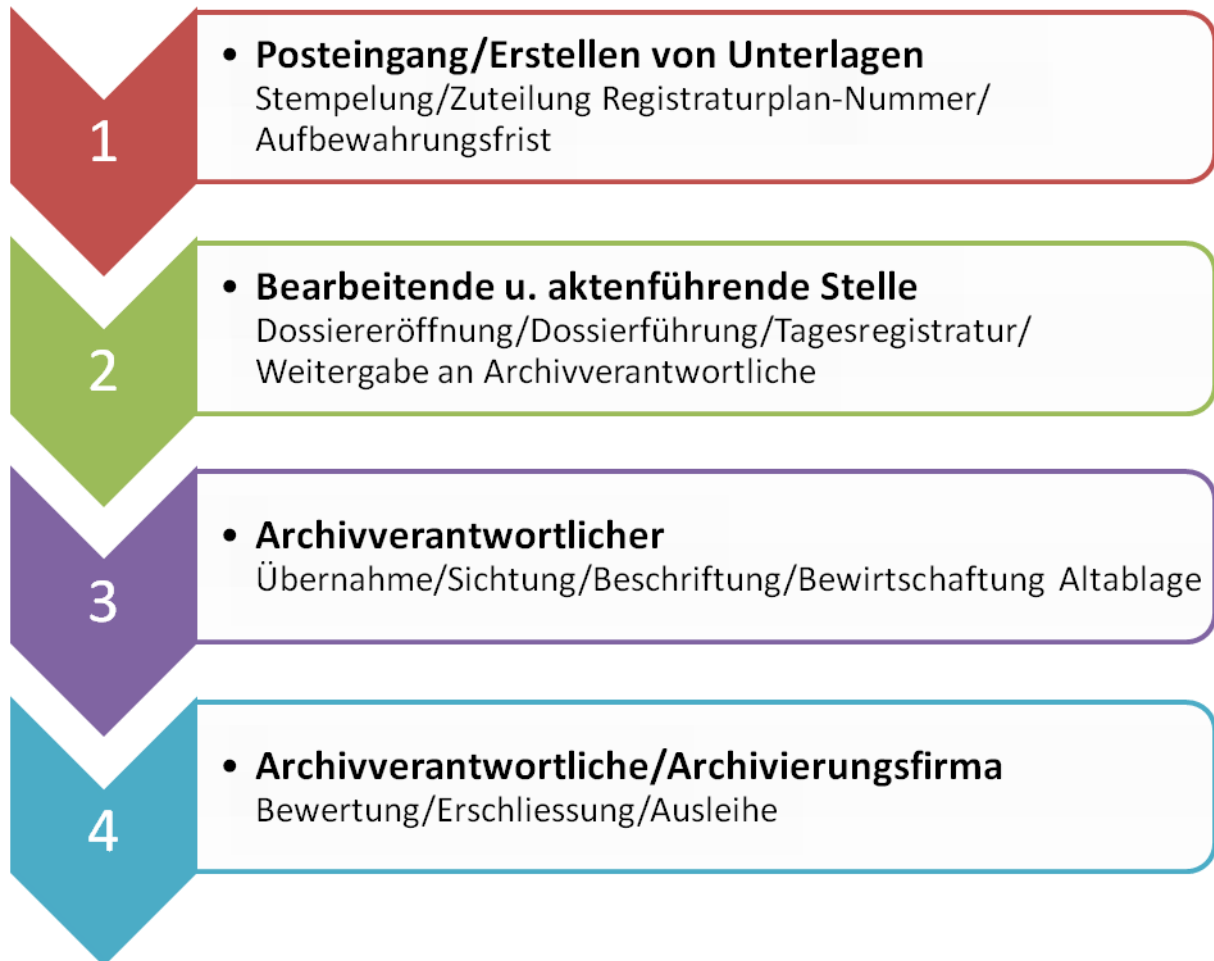 1
• Posteingang/Erstellen von Unterlagen
Stempelung/Zuteilung Registraturplan-Nummer/
Aufbewahrungsfrist
2
• Bearbeitende u. aktenführende Stelle
Dossiereröffnung/Dossierführung/Tagesregistratur/
Weitergabe an Archivverantwortliche
3
• Archivverantwortlicher
Übernahme/Sichtung/Beschriftung/Bewirtschaftung Altablage
4
• Archivverantwortliche/Archivierungsfirma
Bewertung/Erschliessung/Ausleihe